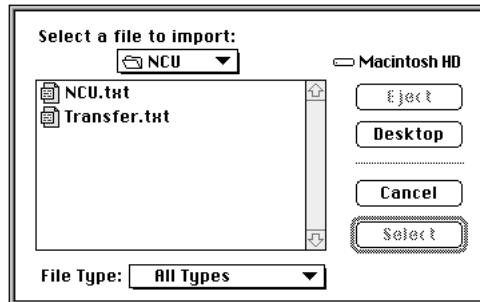 Select a file to import:
NCU
Macintosh HD
NCU.txt
Transfer.txt
Eject
Desktop
Cancel
Select
File Type: All Types